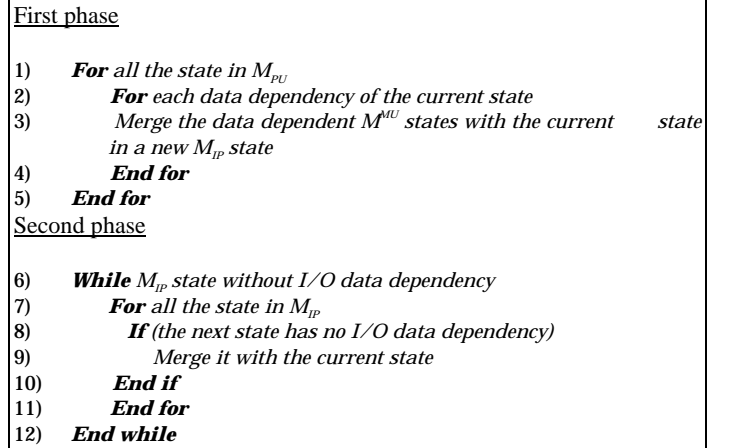 First phase
1) For all the state in M_PU
2) For each data dependency of the current state
3) Merge the data dependent M^MU states with the current state
in a new M_IP state
4) End for
5) End for
Second phase
6) While M_IP state without I/O data dependency
7) For all the state in M_IP
8) If (the next state has no I/O data dependency)
9) Merge it with the current state
10) End if
11) End for
12) End while